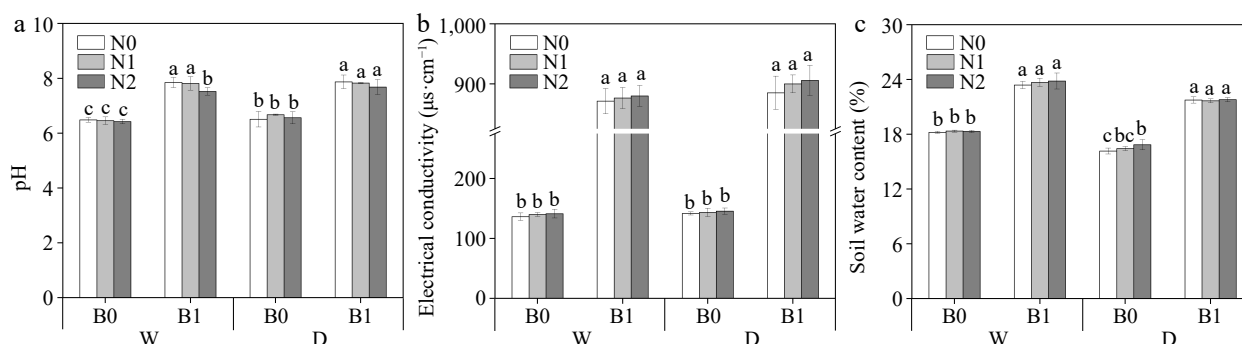 a
pH
10
8
6
4
2
0
N0
N1
N2
c c c
a a b
b b b
a a a
B0 B1 B0 B1
W D
b
Electrical conductivity (μs·cm⁻¹)
1,000
900
200
100
0
N0
N1
N2
b b b
a a a
b b b
a a a
B0 B1 B0 B1
W D
c
Soil water content (%)
30
24
18
12
6
0
N0
N1
N2
b b b
a a a
c bc b
a a a
B0 B1 B0 B1
W D